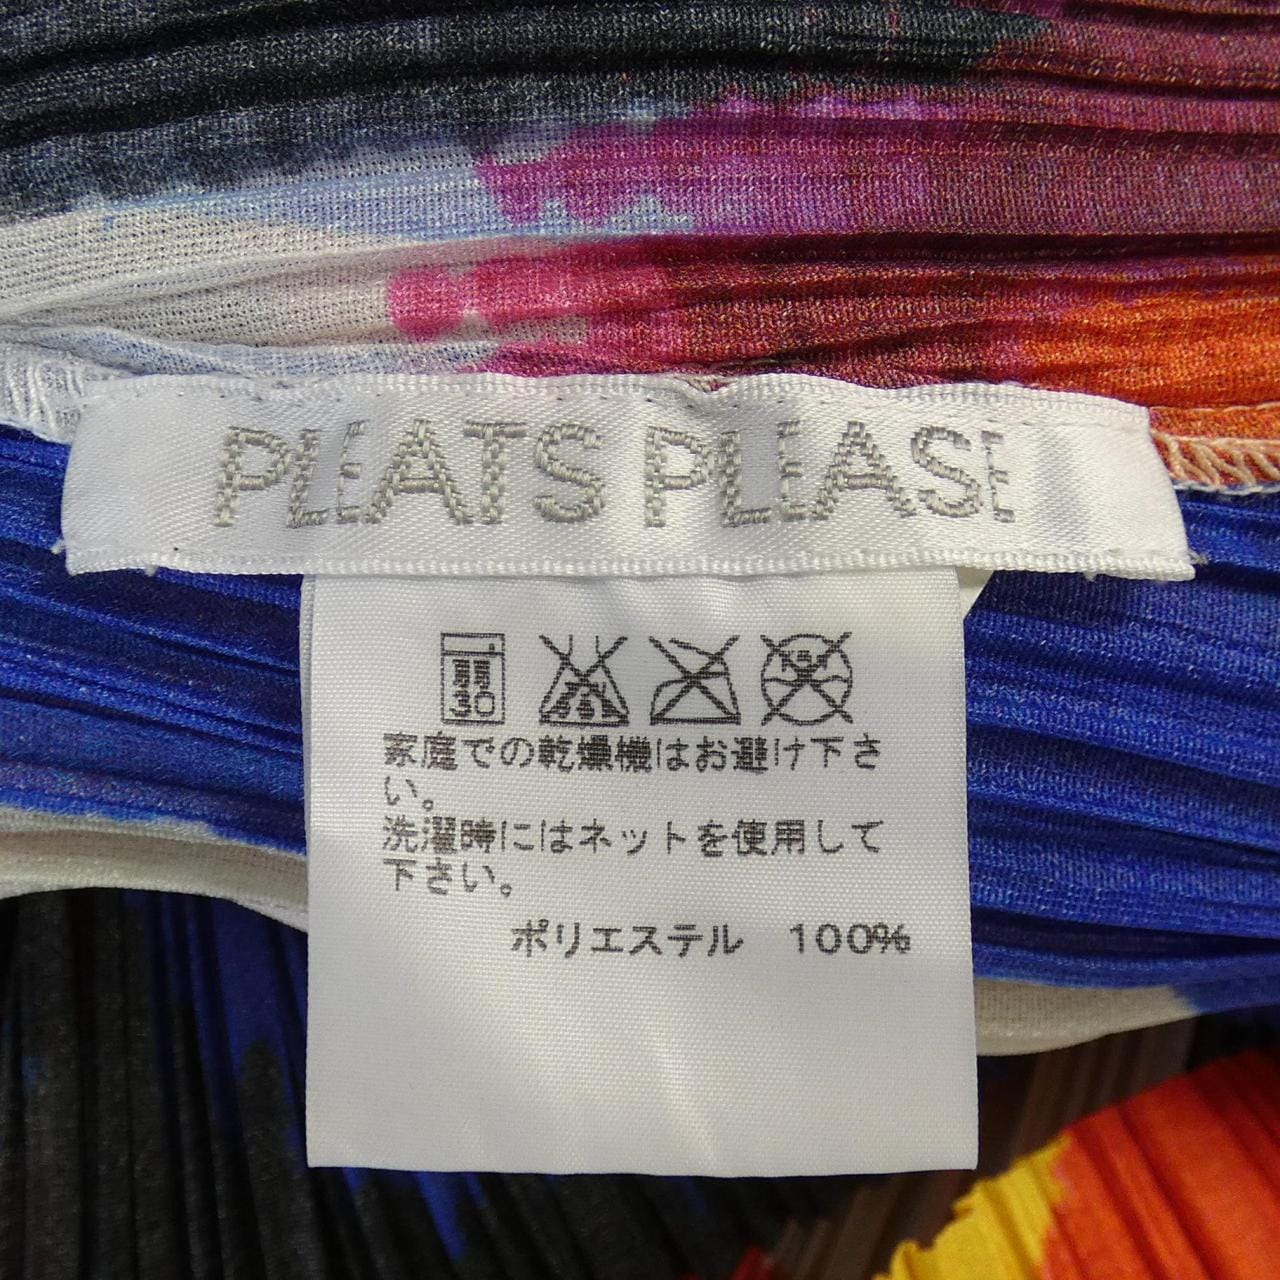 PLEATS PLEASE
弱
30
家庭での乾燥機はお避け下さ
い。
洗濯時にはネットを使用して
下さい。
ポリエステル 100%